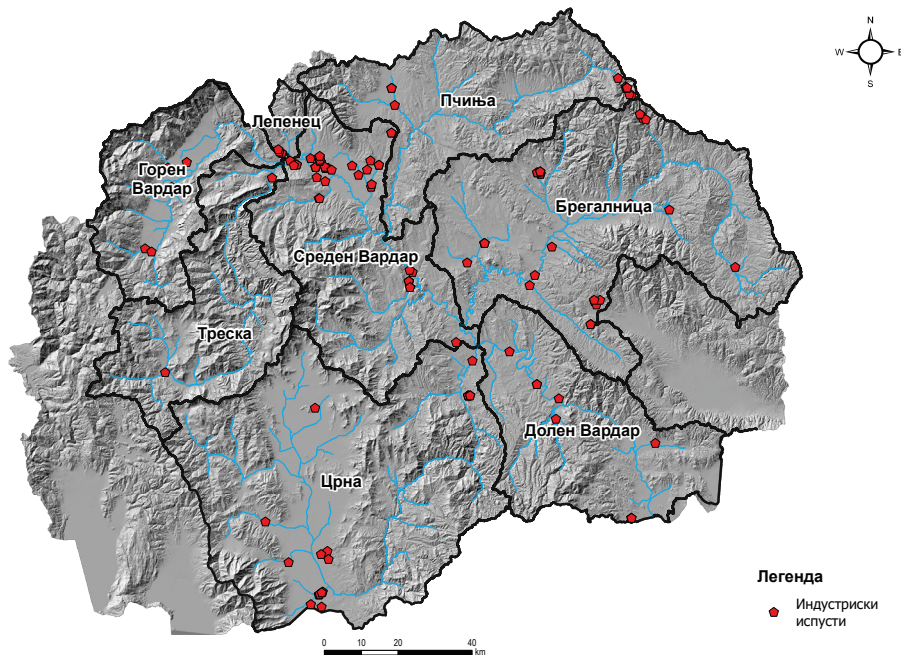 N
W
E
S
Пчиња
Лепенец
Горен
Вардар
Брегалница
Среден Вардар
Треска
Долен Вардар
Црна
Легенда
Индустриски
испусти
0 10 20 40
km